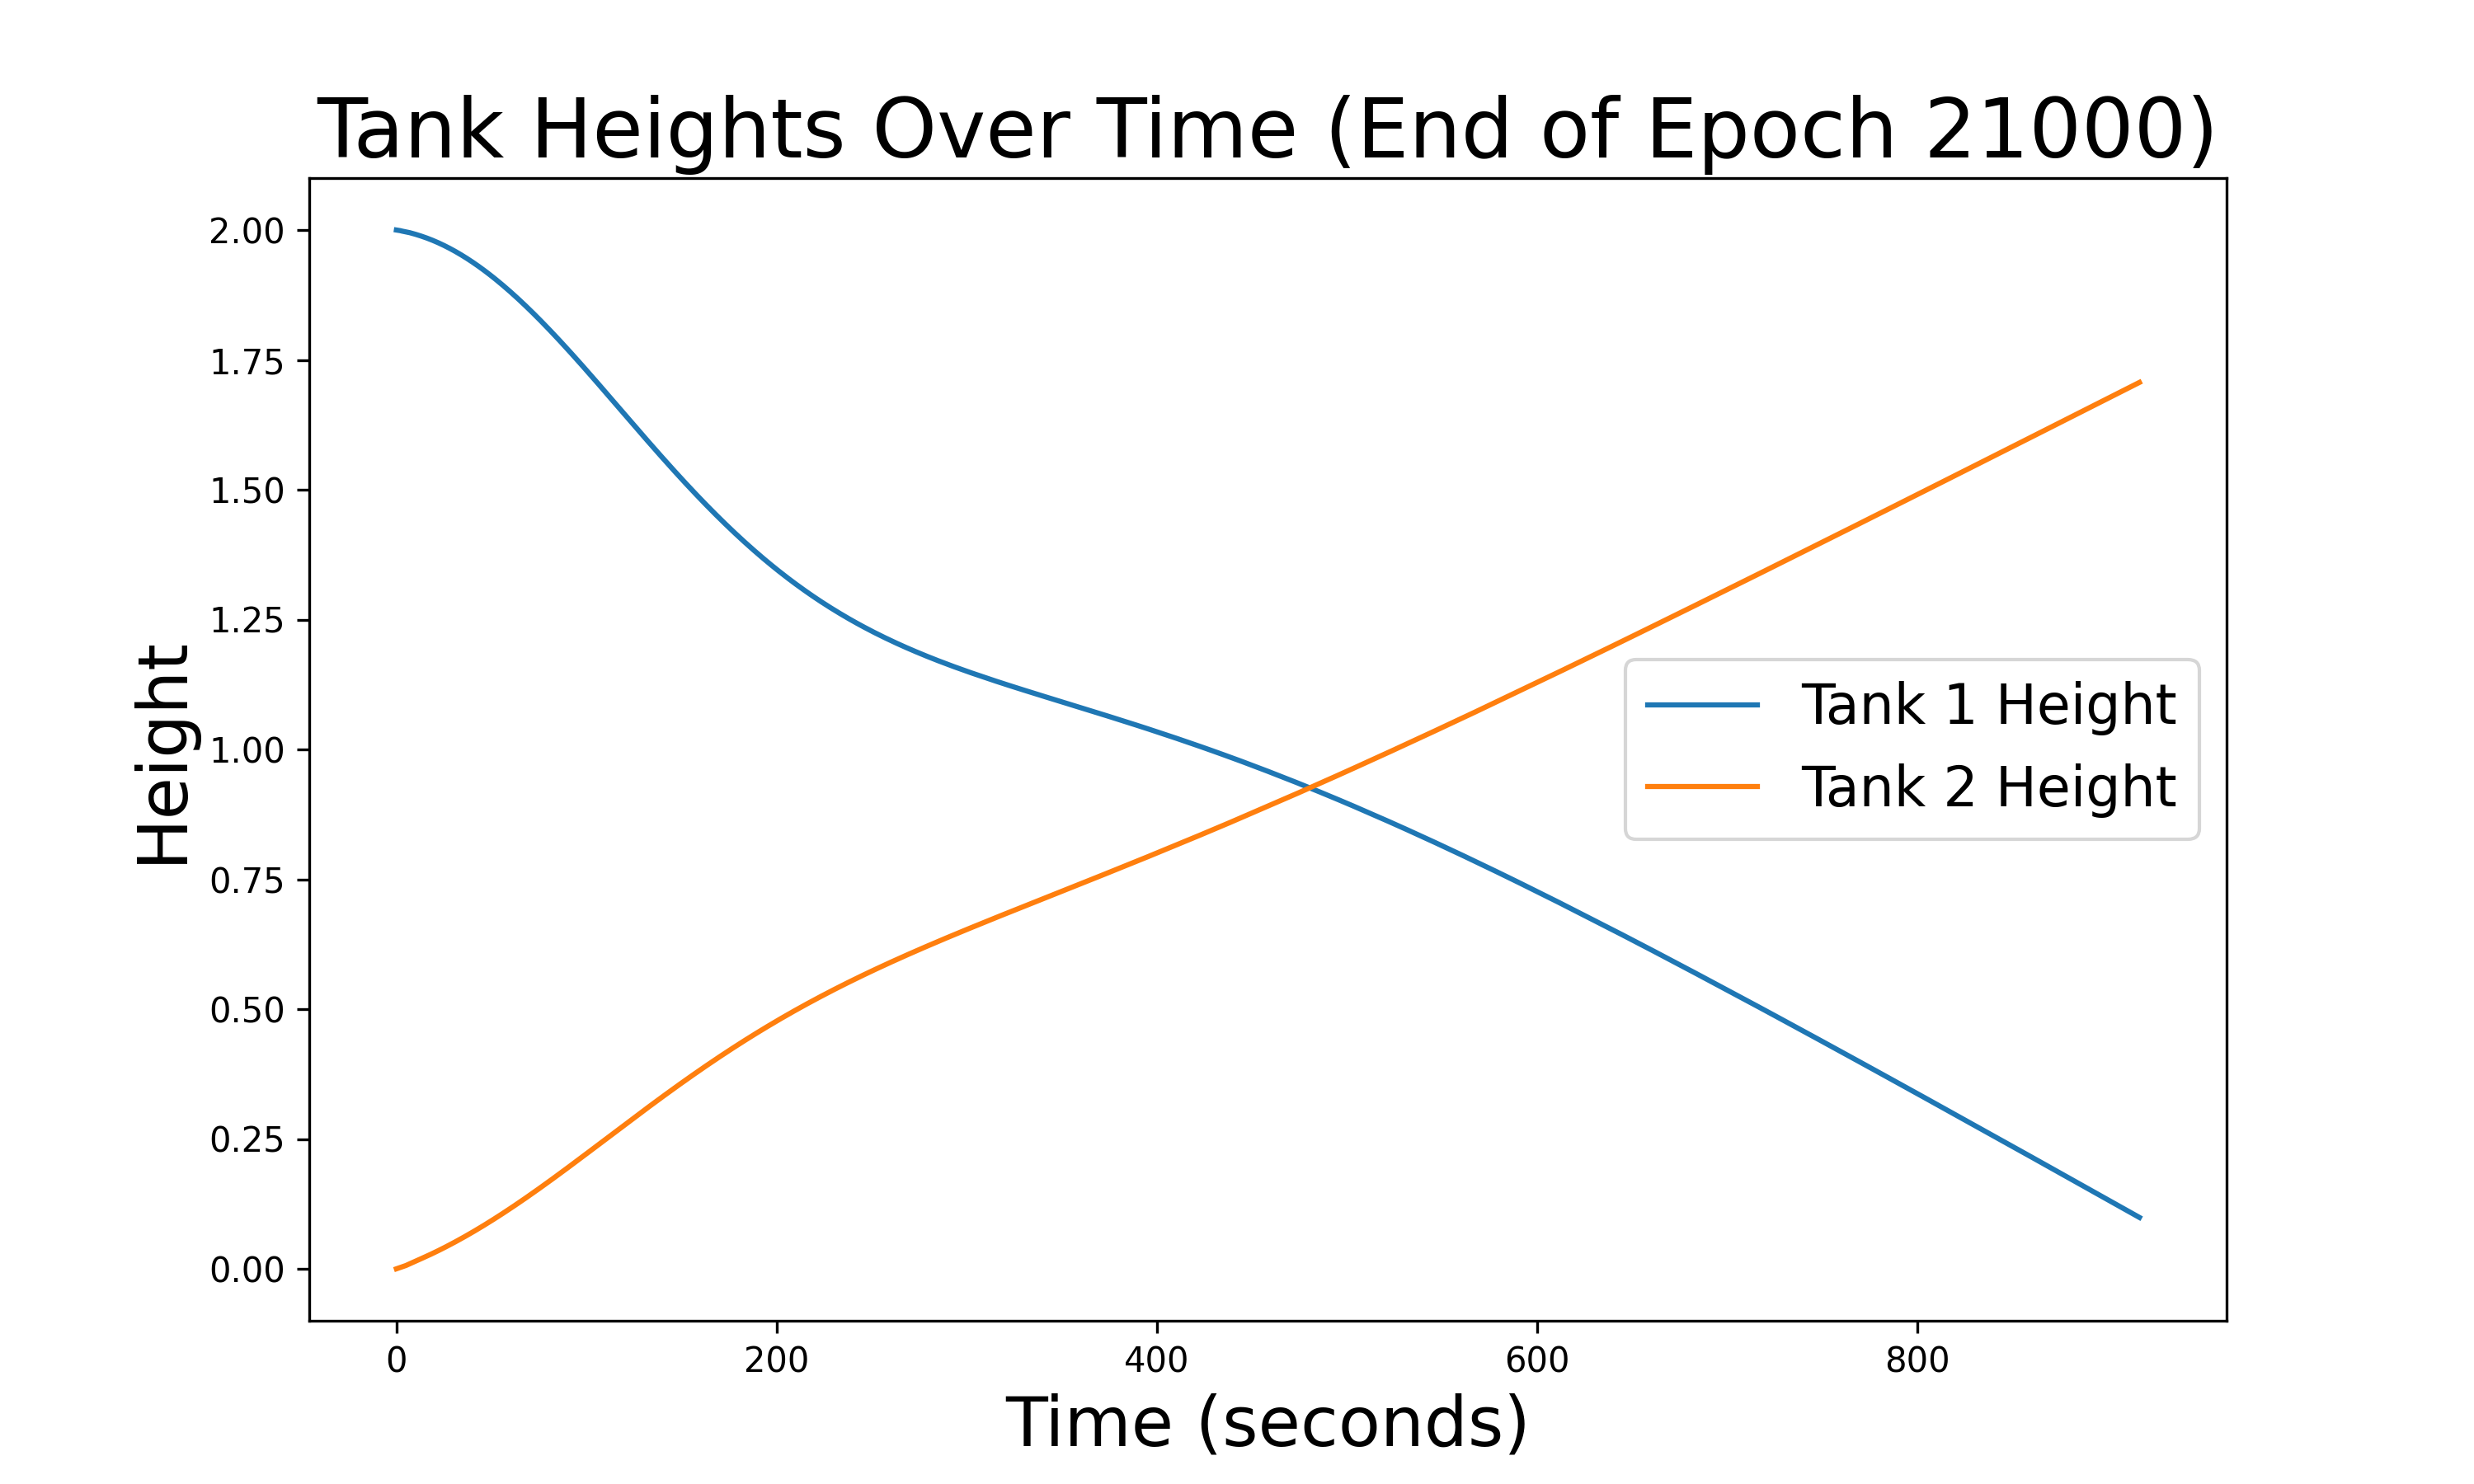 Tank Heights Over Time (End of Epoch 21000)
2.00
1.75
1.50
1.25
1.00
0.75
0.50
0.25
0.00
Height
Tank 1 Height
Tank 2 Height
0 200 400 600 800
Time (seconds)